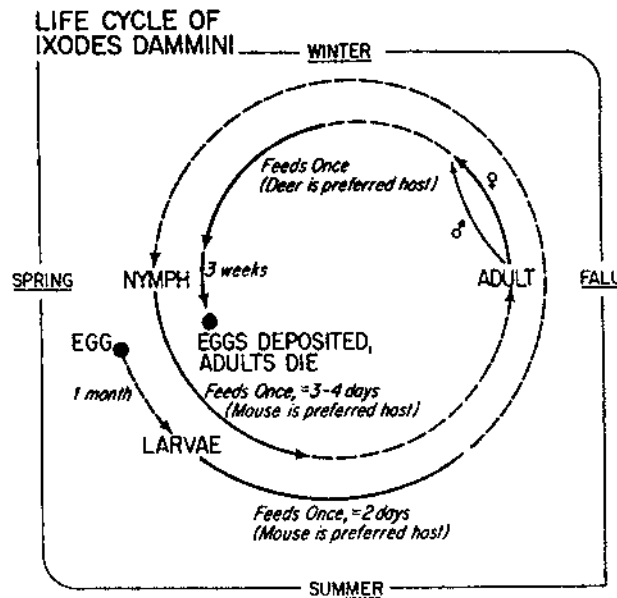 LIFE CYCLE OF
IXODES DAMMINI
WINTER
Feeds Once
(Deer is preferred host)
♀
♂
SPRING
NYMPH
3 weeks
ADULT
FALL
EGG
EGGS DEPOSITED,
ADULTS DIE
1 month
Feeds Once, ≈3-4 days
(Mouse is preferred host)
LARVAE
Feeds Once, ≈2 days
(Mouse is preferred host)
SUMMER